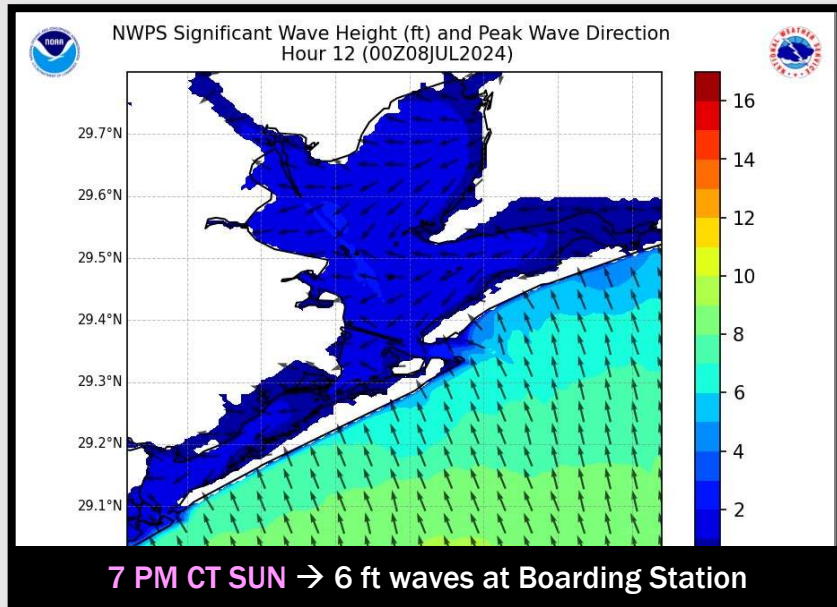 NWPS Significant Wave Height (ft) and Peak Wave Direction
Hour 12 (00Z08JUL2024)
NOAA
29.7°N
29.6°N
29.5°N
29.4°N
29.3°N
29.2°N
29.1°N
16
14
12
10
8
6
4
2
7 PM CT SUN → 6 ft waves at Boarding Station